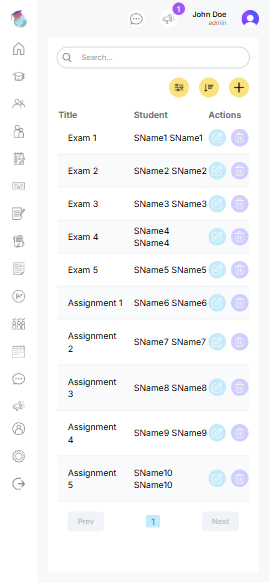 1
John Doe
admin
Search...
Title Student Actions
Exam 1 SName1 SName1
Exam 2 SName2 SName2
Exam 3 SName3 SName3
Exam 4 SName4
SName4
Exam 5 SName5 SName5
Assignment 1 SName6 SName6
Assignment
2 SName7 SName7
Assignment
3 SName8 SName8
Assignment
4 SName9 SName9
Assignment
5 SName10
SName10
Prev 1 Next